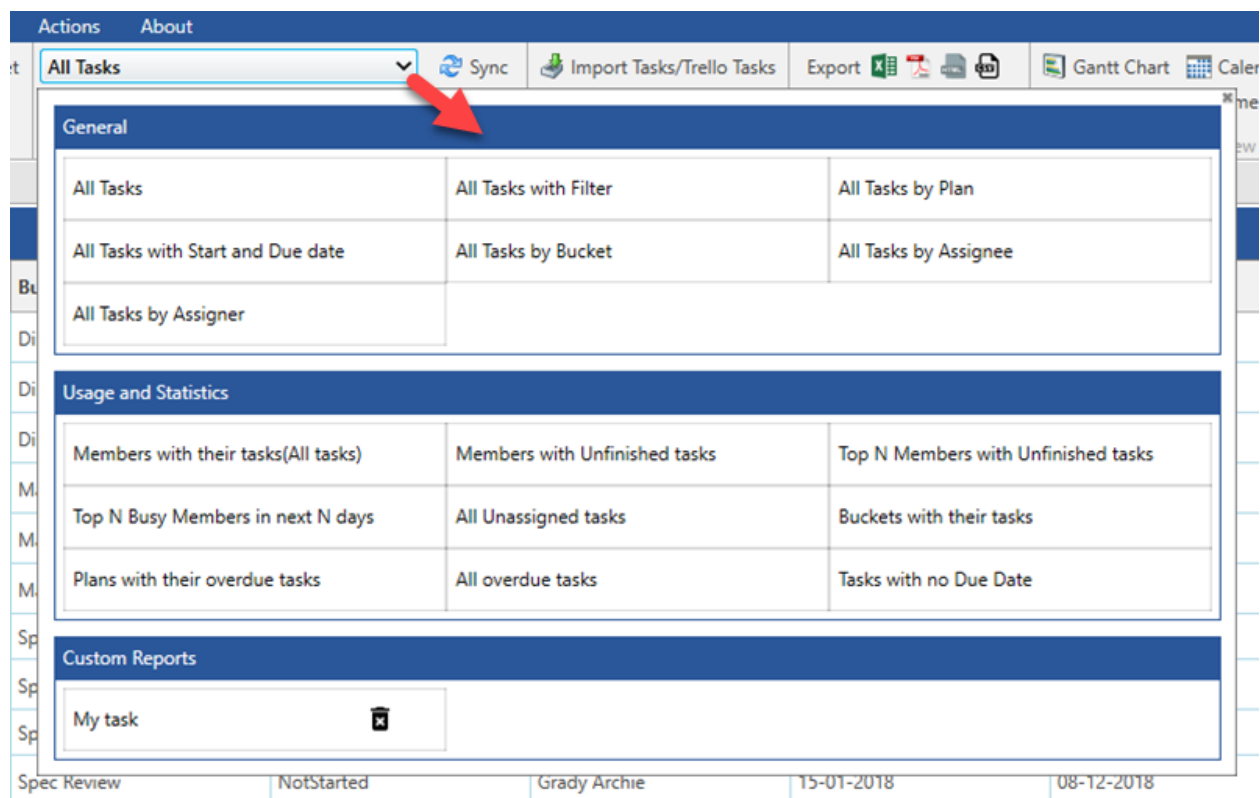 Actions About
All Tasks Sync Import Tasks/Trello Tasks Export Gantt Chart
General
All Tasks All Tasks with Filter All Tasks by Plan
All Tasks with Start and Due date All Tasks by Bucket All Tasks by Assignee
All Tasks by Assigner
Usage and Statistics
Members with their tasks(All tasks) Members with Unfinished tasks Top N Members with Unfinished tasks
Top N Busy Members in next N days All Unassigned tasks Buckets with their tasks
Plans with their overdue tasks All overdue tasks Tasks with no Due Date
Custom Reports
My task
Spec Review NotStarted Grady Archie 15-01-2018 08-12-2018